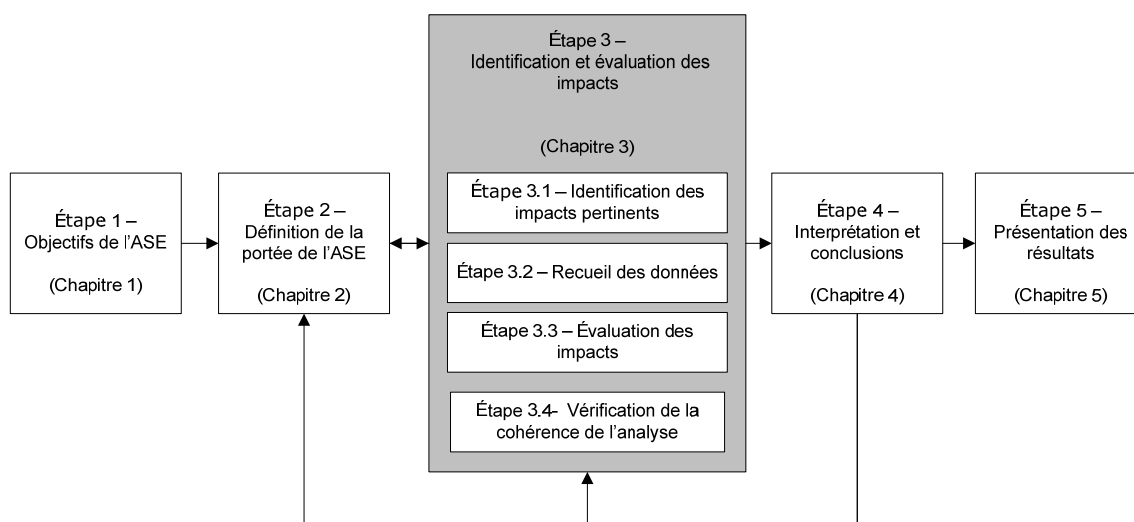 Étape 1 –
Objectifs de l’ASE
(Chapitre 1)
Étape 2 –
Définition de la
portée de l’ASE
(Chapitre 2)
Étape 3 –
Identification et évaluation des
impacts
(Chapitre 3)
Étape 3.1 – Identification des
impacts pertinents
Étape 3.2 – Recueil des données
Étape 3.3 – Évaluation des
impacts
Étape 3.4- Vérification de la
cohérence de l’analyse
Étape 4 –
Interprétation et
conclusions
(Chapitre 4)
Étape 5 –
Présentation des
résultats
(Chapitre 5)